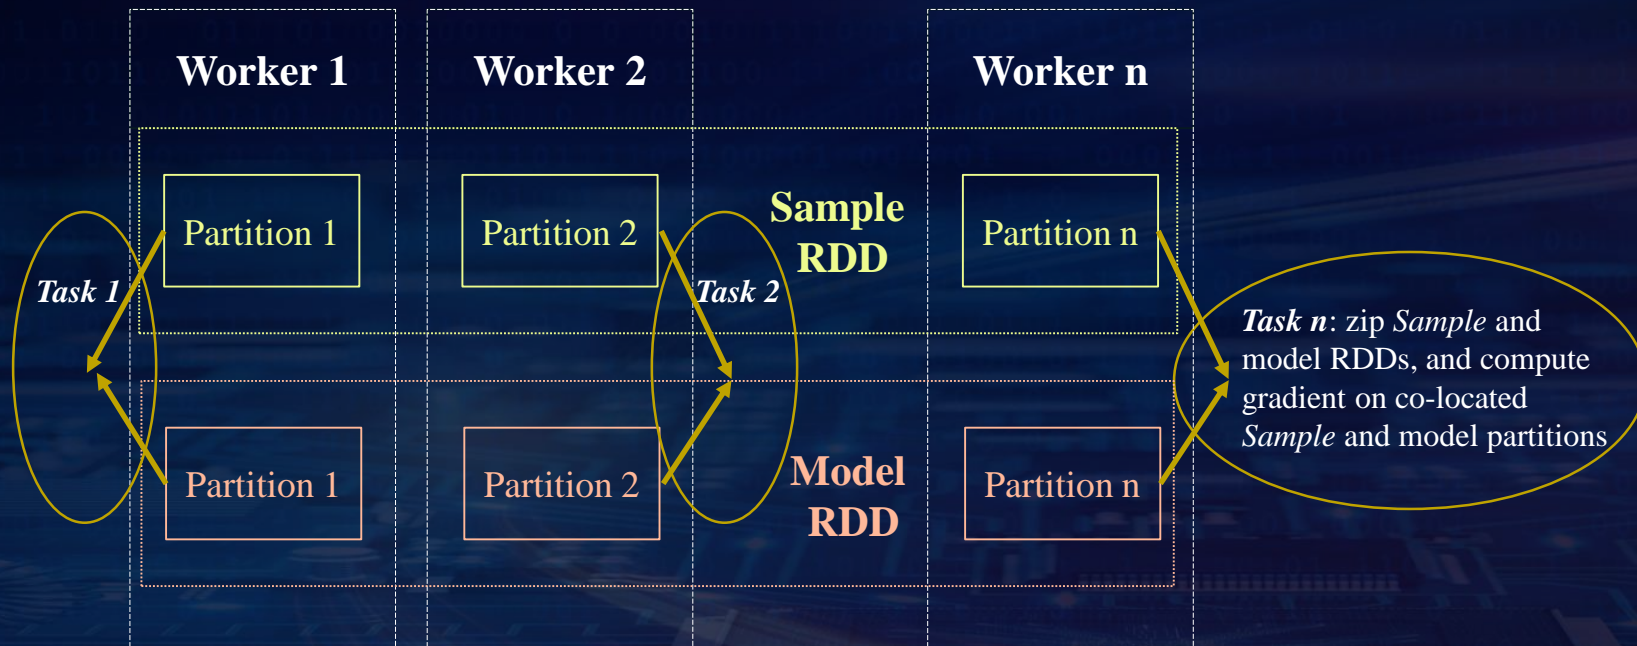 Worker 1
Worker 2
Worker n
Partition 1
Partition 2
Sample
RDD
Partition n
Task 1
Task 2
Task n: zip Sample and
model RDDs, and compute
gradient on co-located
Sample and model partitions
Partition 1
Partition 2
Model
RDD
Partition n